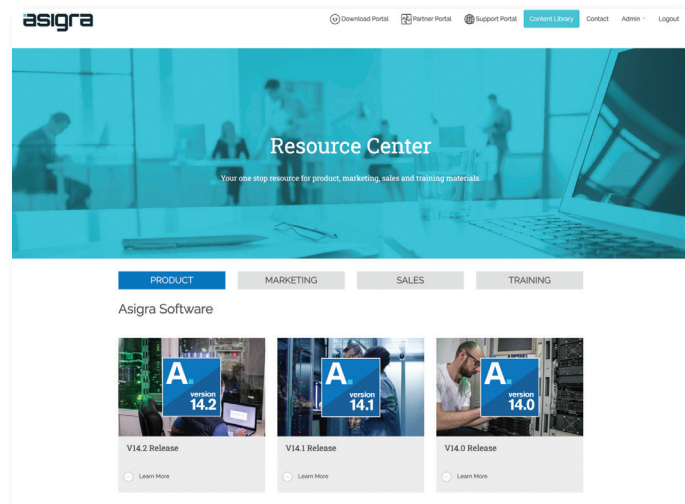 asigra
Download Portal
Partner Portal
Support Portal
Content Library
Contact
Admin
Logout
Resource Center
Your one stop resource for product, marketing, sales and training materials
PRODUCT
MARKETING
SALES
TRAINING
Asigra Software
A.
version
14.2
A.
version
14.1
A.
version
14.0
V14.2 Release
V14.1 Release
V14.0 Release
Learn More
Learn More
Learn More